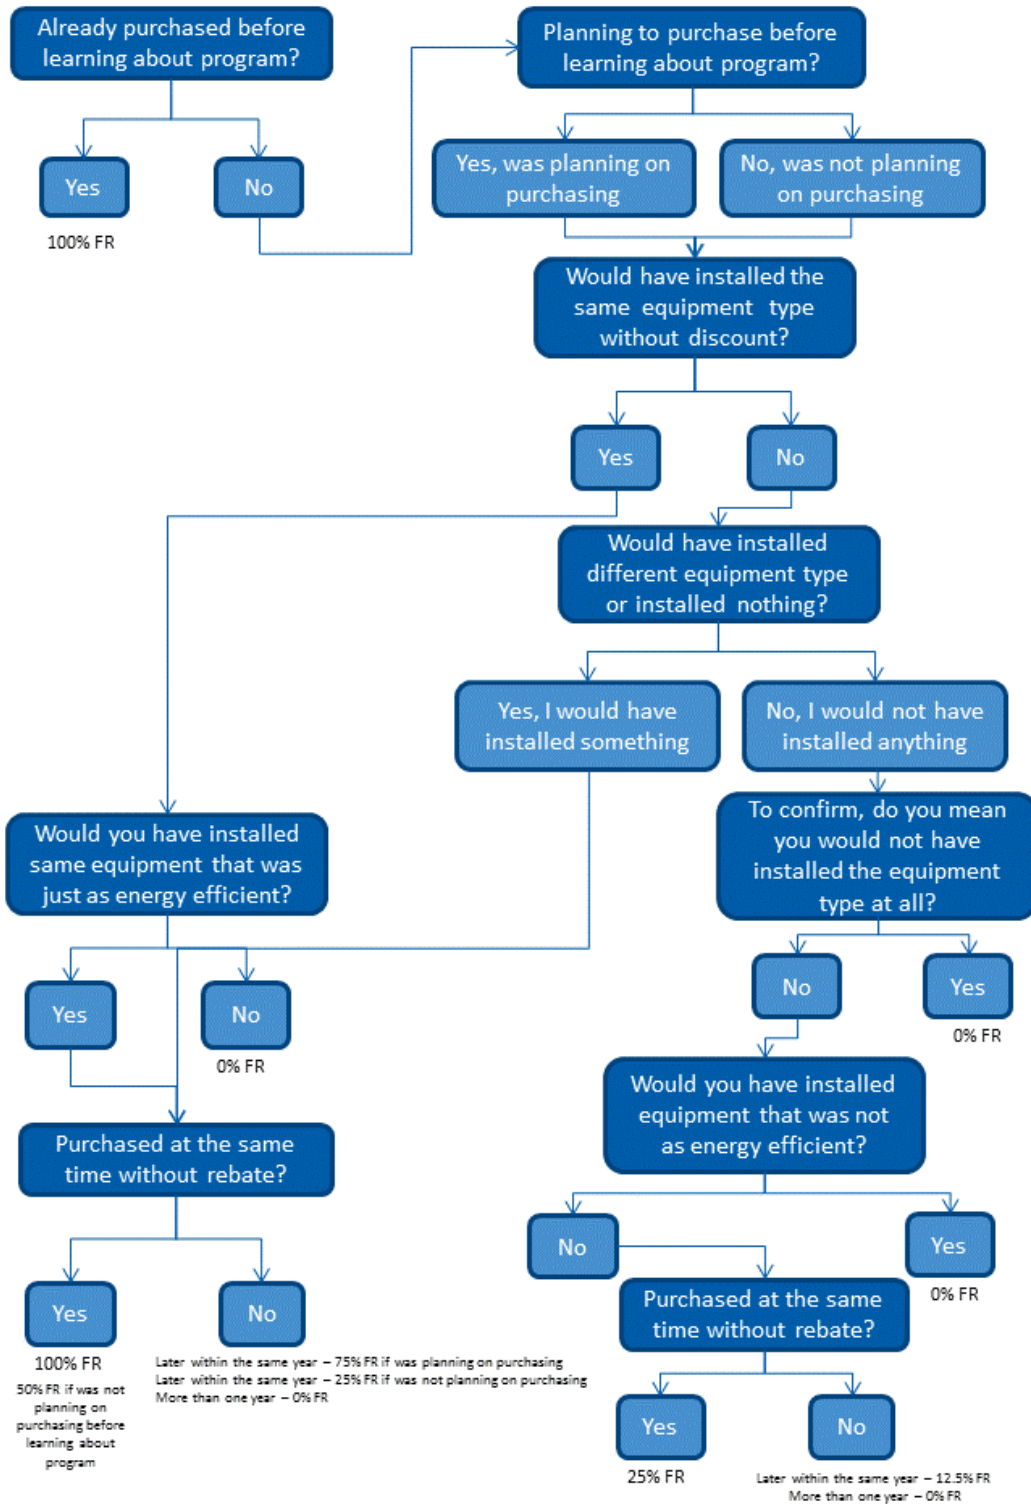 Already purchased before
learning about program?
Yes
100% FR
No
Planning to purchase before
learning about program?
Yes, was planning on
purchasing
No, was not planning
on purchasing
Would have installed the
same equipment type
without discount?
Yes
No
Would have installed
different equipment type
or installed nothing?
Yes, I would have
installed something
No, I would not have
installed anything
To confirm, do you mean
you would not have
installed the equipment
type at all?
No
Yes
0% FR
Would you have installed
same equipment that was
just as energy efficient?
Yes
No
0% FR
Would you have installed
equipment that was not
as energy efficient?
No
Yes
0% FR
Purchased at the same
time without rebate?
Yes
100% FR
50% FR if was not
planning on
purchasing before
learning about
program
No
Later within the same year – 75% FR if was planning on purchasing
Later within the same year – 25% FR if was not planning on purchasing
More than one year – 0% FR
Purchased at the same
time without rebate?
Yes
25% FR
No
Later within the same year – 12.5% FR
More than one year – 0% FR